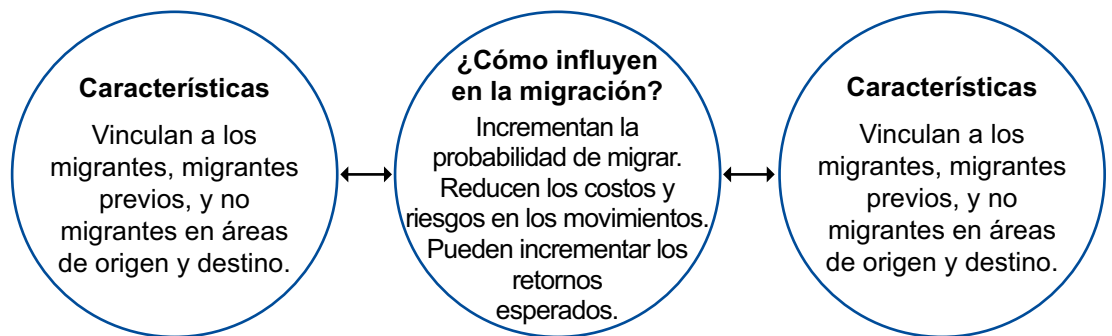 Características
Vinculan a los
migrantes, migrantes
previos, y no
migrantes en áreas
de origen y destino.
¿Cómo influyen
en la migración?
Incrementan la
probabilidad de migrar.
Reducen los costos y
riesgos en los movimientos.
Pueden incrementar los
retornos
esperados.
Características
Vinculan a los
migrantes, migrantes
previos, y no
migrantes en áreas
de origen y destino.